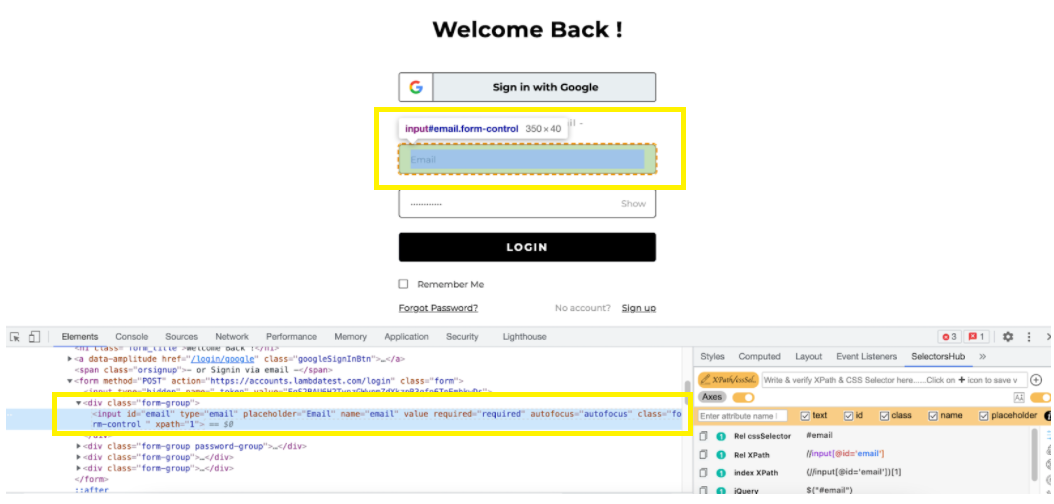 Welcome Back !
Sign in with Google
il -
input#email.form-control 350×40
Email
Show
LOGIN
Remember Me
Forgot Password? No account? Sign up
Elements Console Sources Network Performance Memory Application Security Lighthouse 3 1
<h1 class="form_title">Welcome Back !</h1>
<a data-amplitude href="/login/google" class="googleSignInBtn">…</a>
<span class="orsignup">— or Signin via email —</span>
<form method="POST" action="https://accounts.lambdatest.com/login" class="form">
<input type="hidden" name="_token"
<div class="form-group">
<input id="email" type="email" placeholder="Email" name="email" value required="required" autofocus="autofocus" class="fo
rm-control " xpath="1"> == $0
</div>
<div class="form-group password-group">…</div>
<div class="form-group">…</div>
<div class="form-group">…</div>
</form>
::after
Styles Computed Layout Event Listeners SelectorsHub »
XPath/cssSel.. Write & verify XPath & CSS Selector here......Click on + icon to save v
Axes
Enter attribute name text id class name placeholder
1 Rel cssSelector #email
1 Rel XPath //input[@id='email']
1 index XPath (//input[@id='email'])[1]
1 jQuery $("#email")